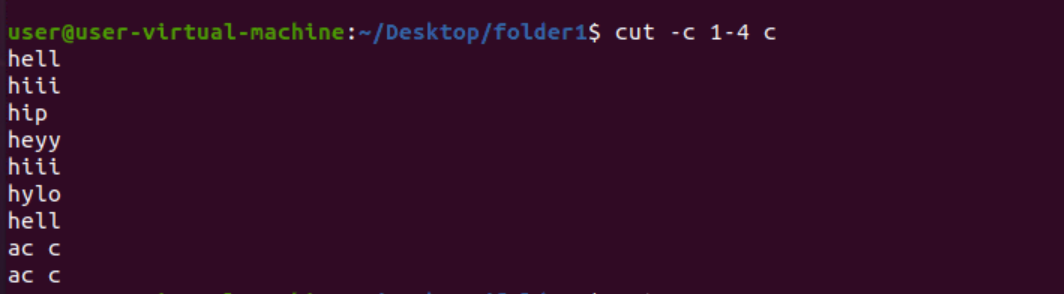 user@user-virtual-machine:~/Desktop/folder1$ cut -c 1-4 c
hell
hiii
hip
heyy
hiii
hylo
hell
ac c
ac c